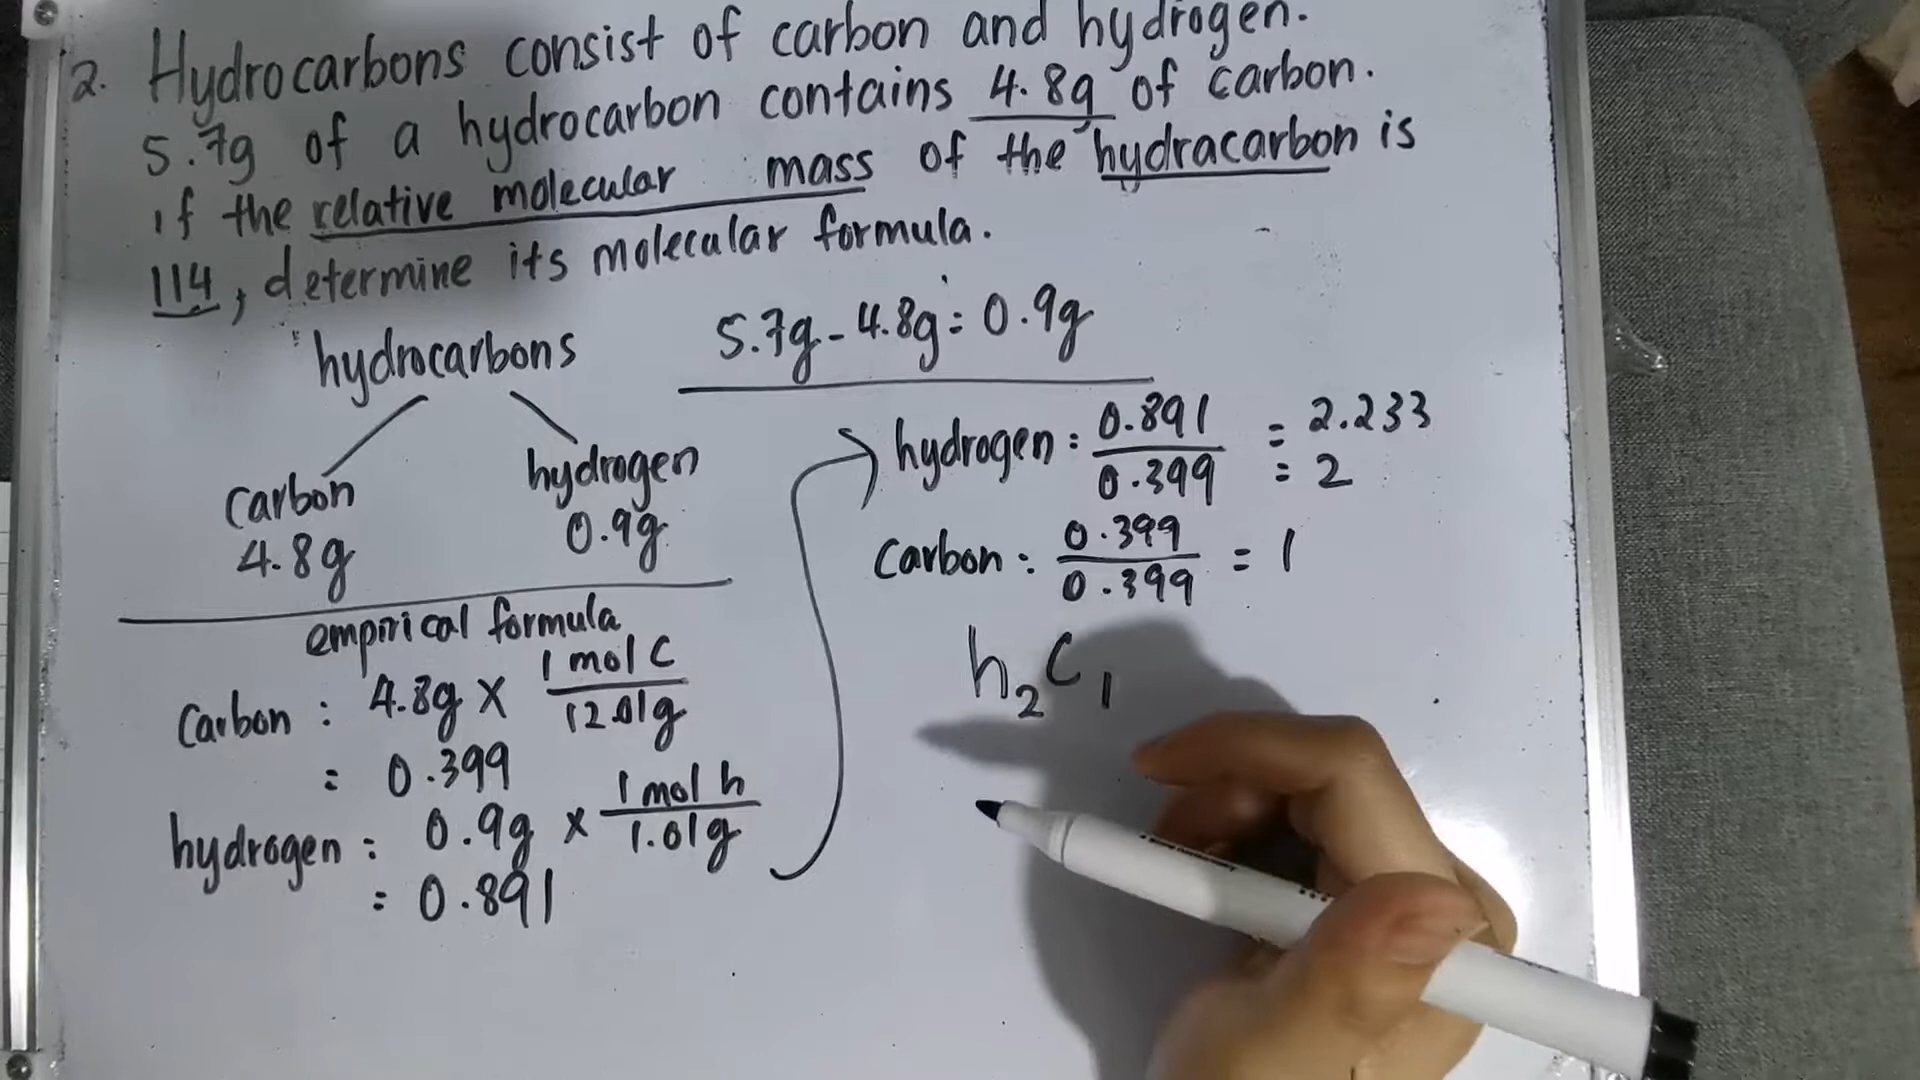 2. Hydrocarbons consist of carbon and hydrogen.
5.7g of a hydrocarbon contains 4.8g of carbon.
if the relative molecular mass of the hydracarbon is
114, determine its molecular formula.
hydrocarbons
carbon
4.8g
hydrogen
0.9g
5.7g - 4.8g = 0.9g
empirical formula
Carbon : 4.8g × 1 mol C / 12.01g
= 0.399
hydrogen : 0.9g × 1 mol h / 1.01g
= 0.891
hydrogen : 0.891 / 0.399 = 2.233
= 2
Carbon : 0.399 / 0.399 = 1
h₂C₁